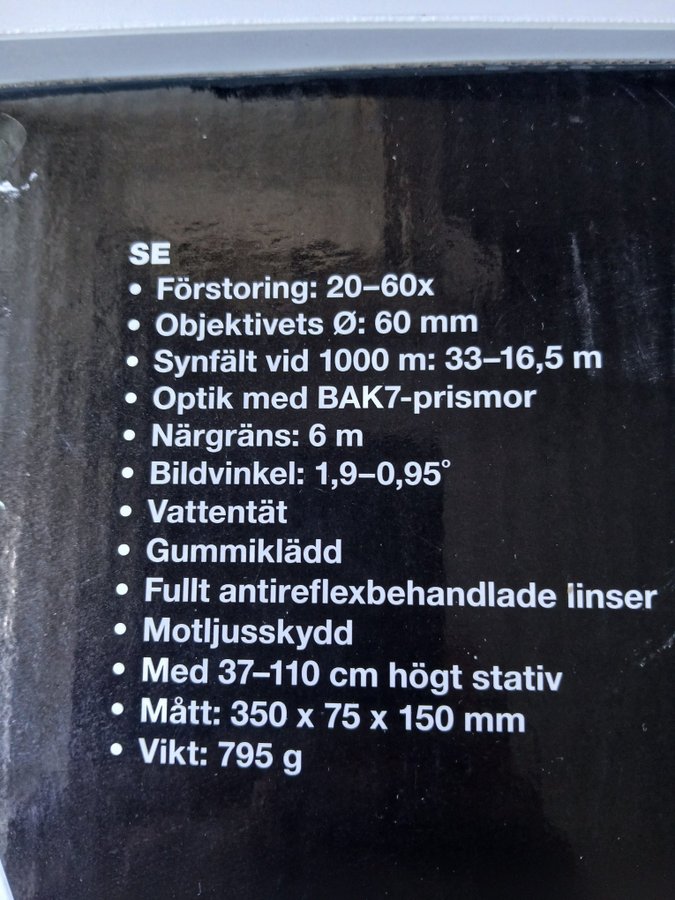 SE
• Förstoring: 20–60x
• Objektivets Ø: 60 mm
• Synfält vid 1000 m: 33–16,5 m
• Optik med BAK7-prismor
• Närgräns: 6 m
• Bildvinkel: 1,9–0,95°
• Vattentät
• Gummiklädd
• Fullt antireflexbehandlade linser
• Motljusskydd
• Med 37–110 cm högt stativ
• Mått: 350 x 75 x 150 mm
• Vikt: 795 g